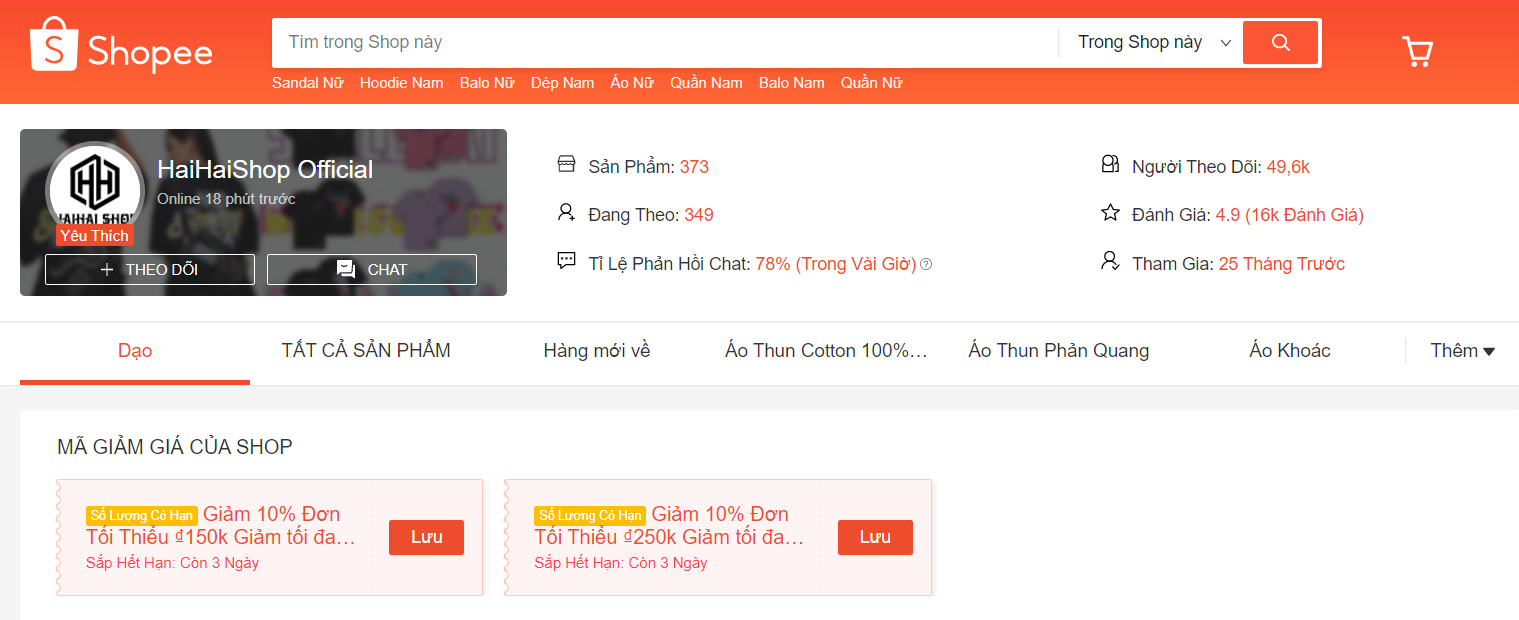 Shopee
Tìm trong Shop này
Trong Shop này
Sandal Nữ Hoodie Nam Balo Nữ Dép Nam Áo Nữ Quần Nam Balo Nam Quần Nữ
HaiHaiShop Official
Online 18 phút trước
HAIHAI SHOP
Yêu Thích
+ THEO DÕI
CHAT
Sản Phẩm: 373
Người Theo Dõi: 49,6k
Đang Theo: 349
Đánh Giá: 4.9 (16k Đánh Giá)
Tỉ Lệ Phản Hồi Chat: 78% (Trong Vài Giờ)
Tham Gia: 25 Tháng Trước
Dạo TẤT CẢ SẢN PHẨM Hàng mới về Áo Thun Cotton 100%... Áo Thun Phản Quang Áo Khoác Thêm
MÃ GIẢM GIÁ CỦA SHOP
Số Lượng Có Hạn Giảm 10% Đơn
Tối Thiểu ₫150k Giảm tối đa...
Sắp Hết Hạn: Còn 3 Ngày
Lưu
Số Lượng Có Hạn Giảm 10% Đơn
Tối Thiểu ₫250k Giảm tối đa...
Sắp Hết Hạn: Còn 3 Ngày
Lưu